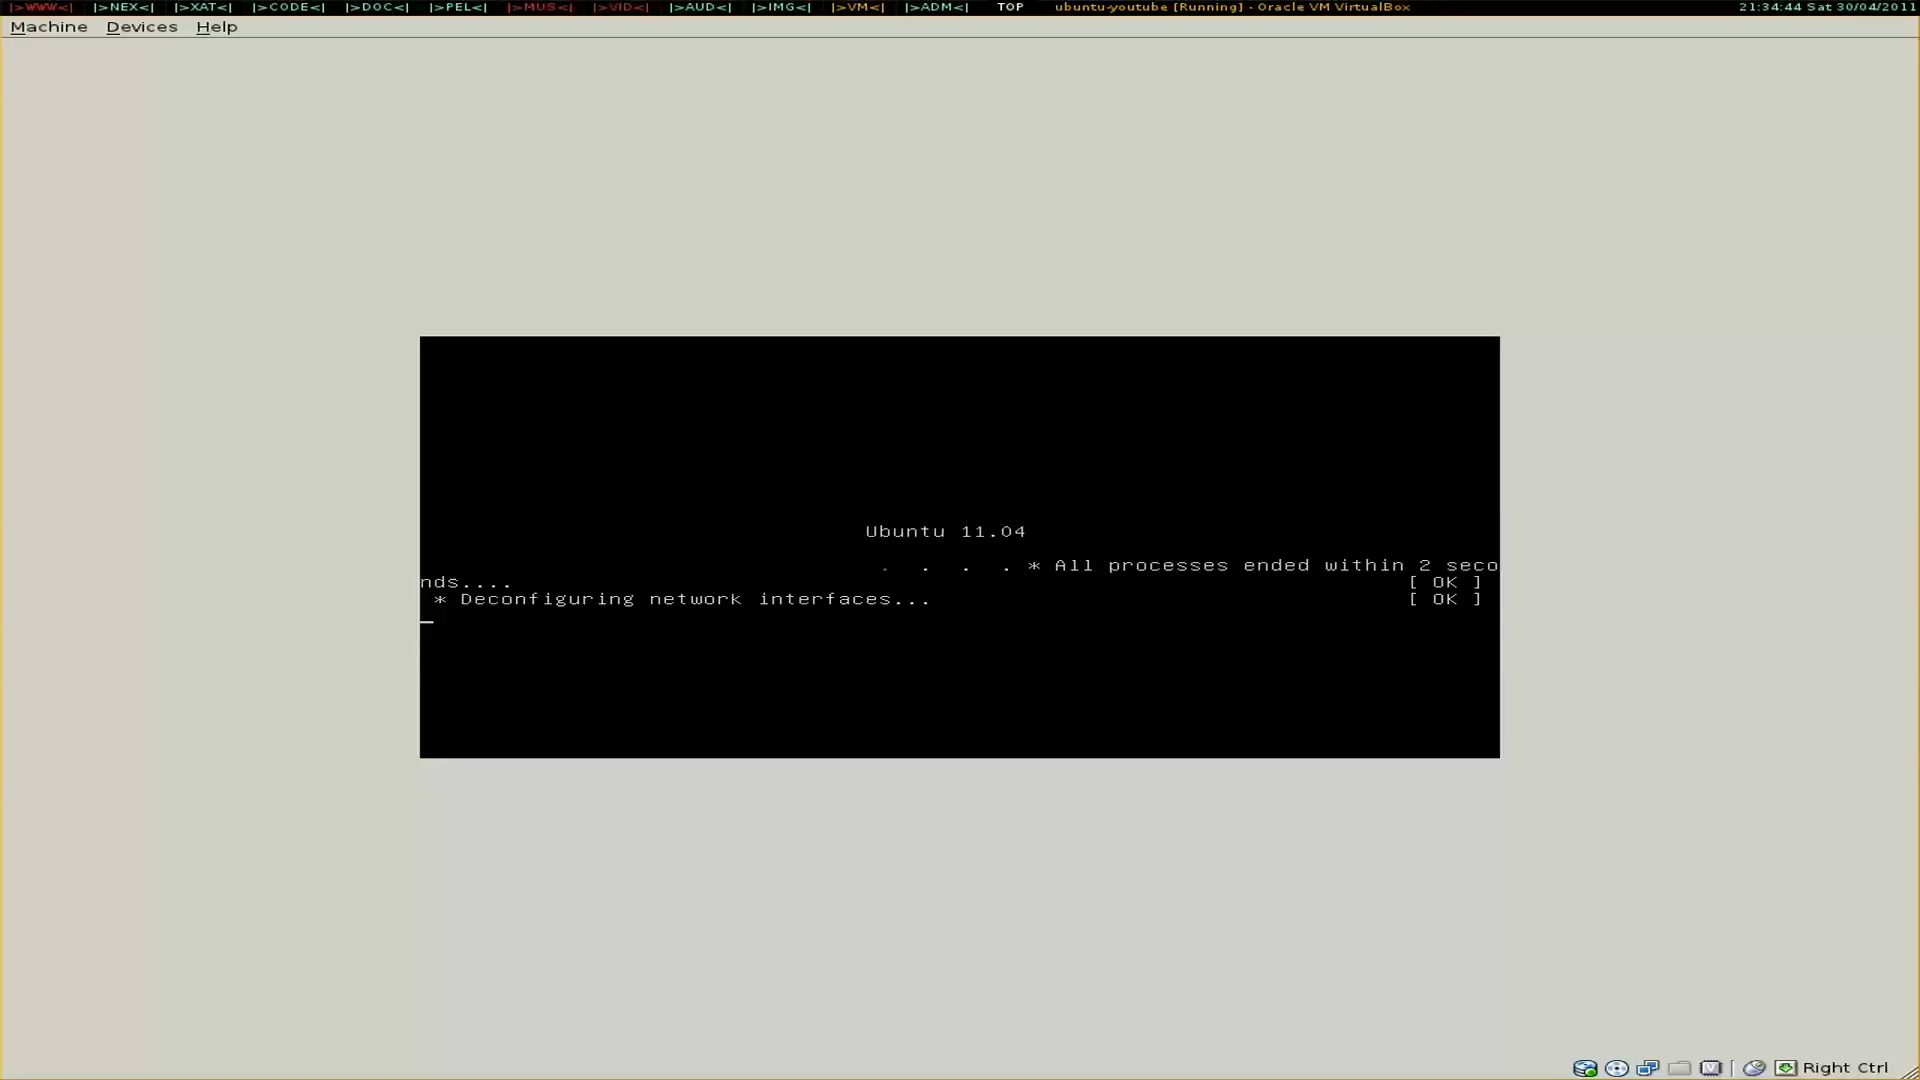 |>WWW<| |>NEX<| |>XAT<| |>CODE<| |>DOC<| |>PEL<| |>MUS<| |>VID<| |>AUD<| |>IMG<| |>VM<| |>ADM<| TOP ubuntu-youtube [Running] - Oracle VM VirtualBox 21:34:44 Sat 30/04/2011
Machine Devices Help
Ubuntu 11.04
. . . . * All processes ended within 2 seco
nds.... [ OK ]
* Deconfiguring network interfaces... [ OK ]
Right Ctrl